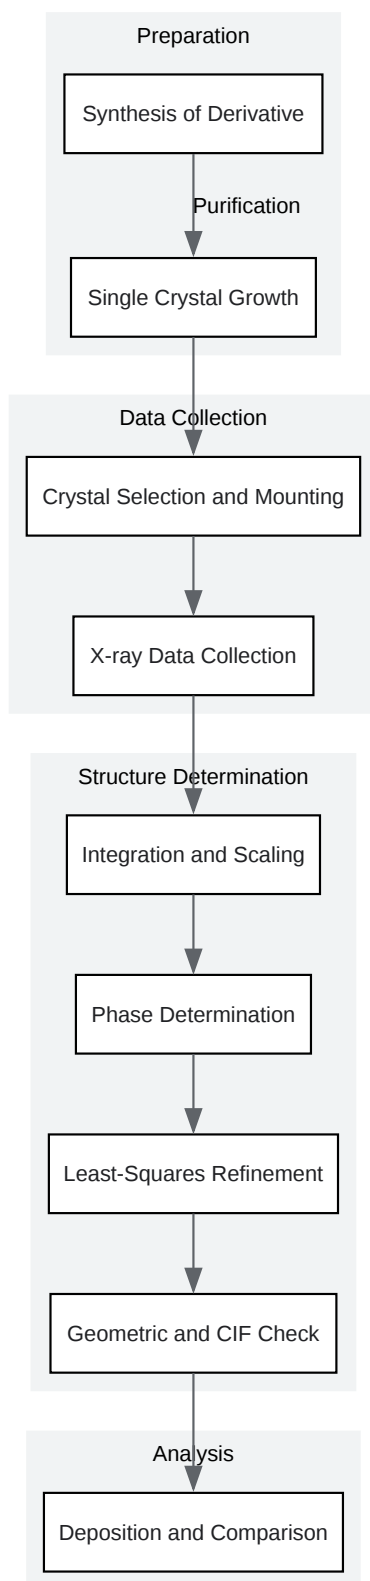 Preparation
Synthesis of Derivative
Purification
Single Crystal Growth
Data Collection
Crystal Selection and Mounting
X-ray Data Collection
Structure Determination
Integration and Scaling
Phase Determination
Least-Squares Refinement
Geometric and CIF Check
Analysis
Deposition and Comparison